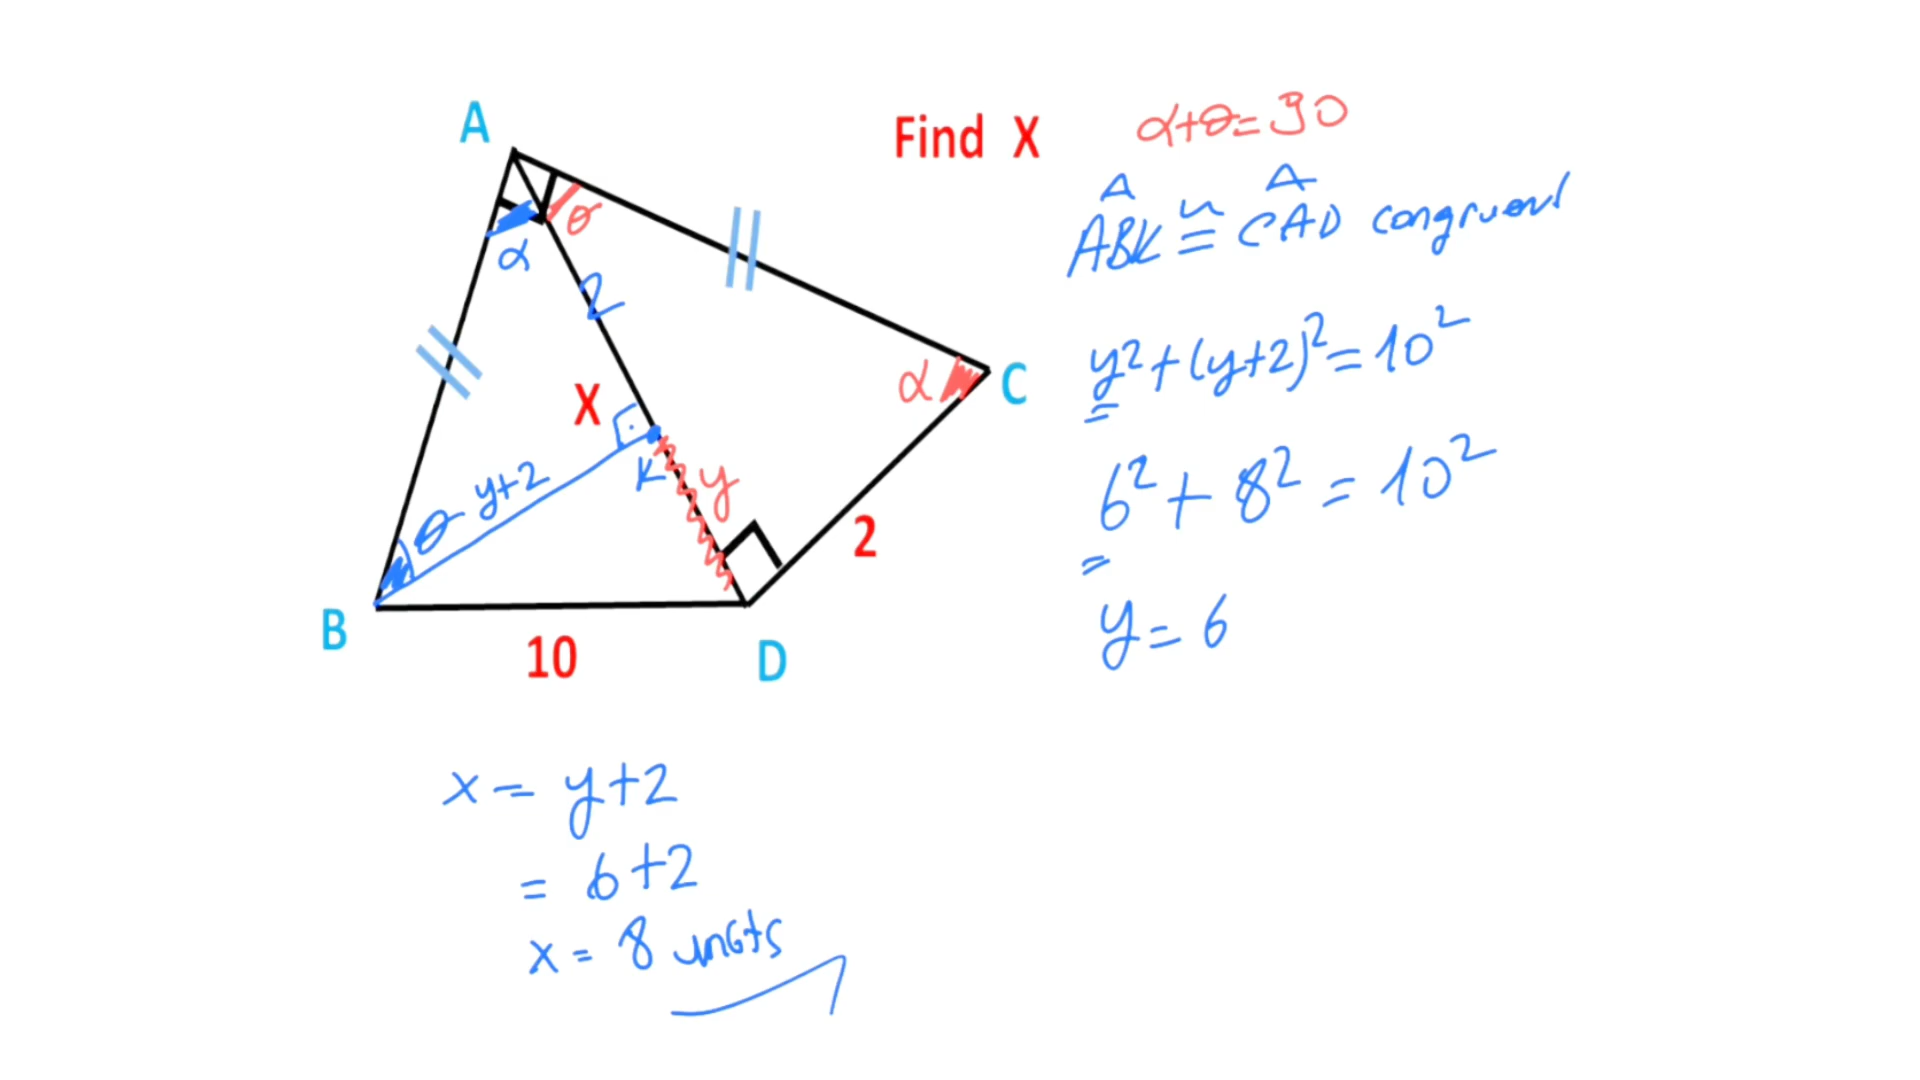 A
Find X
α+θ=90
ABK ≅ CAD congruent
θ
α
2
y²+(y+2)²=10²
α
C
X
K
y
y+2
θ
6²+8²=10²
2
y=6
B
10
D
x= y+2
= 6+2
x= 8 units